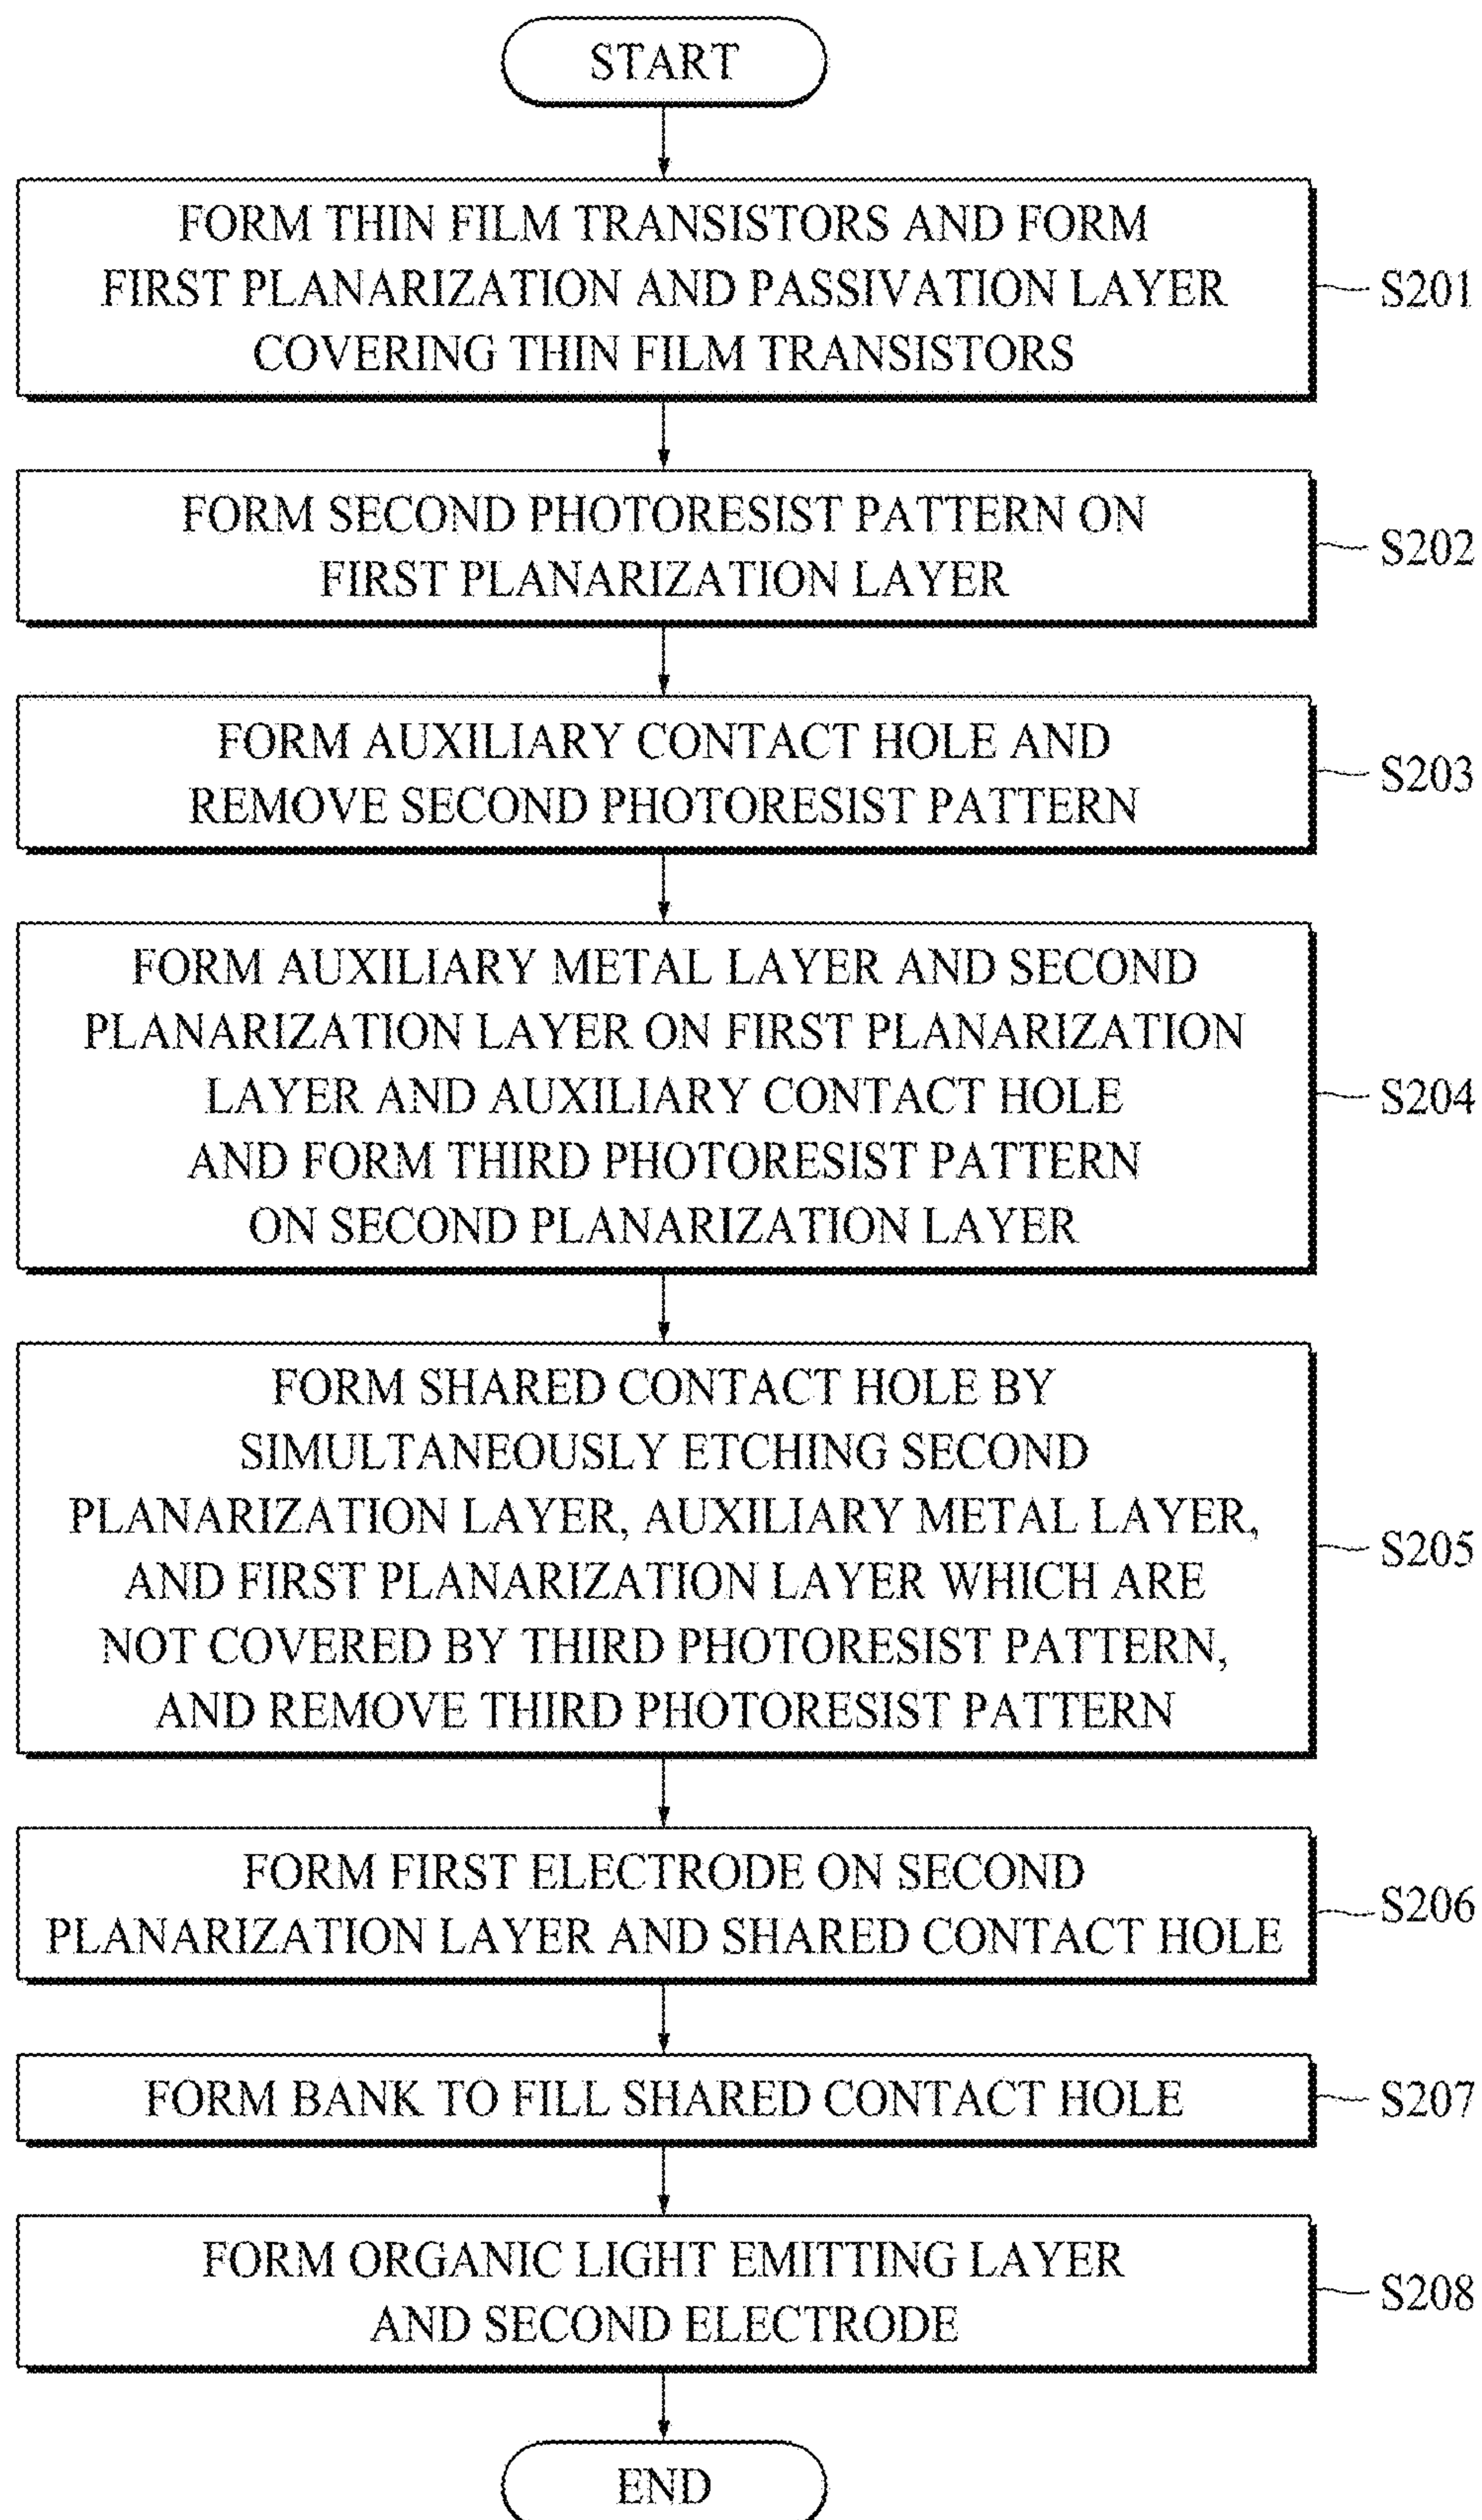 START
FORM THIN FILM TRANSISTORS AND FORM
FIRST PLANARIZATION AND PASSIVATION LAYER
COVERING THIN FILM TRANSISTORS
S201
FORM SECOND PHOTORESIST PATTERN ON
FIRST PLANARIZATION LAYER
S202
FORM AUXILIARY CONTACT HOLE AND
REMOVE SECOND PHOTORESIST PATTERN
S203
FORM AUXILIARY METAL LAYER AND SECOND
PLANARIZATION LAYER ON FIRST PLANARIZATION
LAYER AND AUXILIARY CONTACT HOLE
AND FORM THIRD PHOTORESIST PATTERN
ON SECOND PLANARIZATION LAYER
S204
FORM SHARED CONTACT HOLE BY
SIMULTANEOUSLY ETCHING SECOND
PLANARIZATION LAYER, AUXILIARY METAL LAYER,
AND FIRST PLANARIZATION LAYER WHICH ARE
NOT COVERED BY THIRD PHOTORESIST PATTERN,
AND REMOVE THIRD PHOTORESIST PATTERN
S205
FORM FIRST ELECTRODE ON SECOND
PLANARIZATION LAYER AND SHARED CONTACT HOLE
S206
FORM BANK TO FILL SHARED CONTACT HOLE
S207
FORM ORGANIC LIGHT EMITTING LAYER
AND SECOND ELECTRODE
S208
END